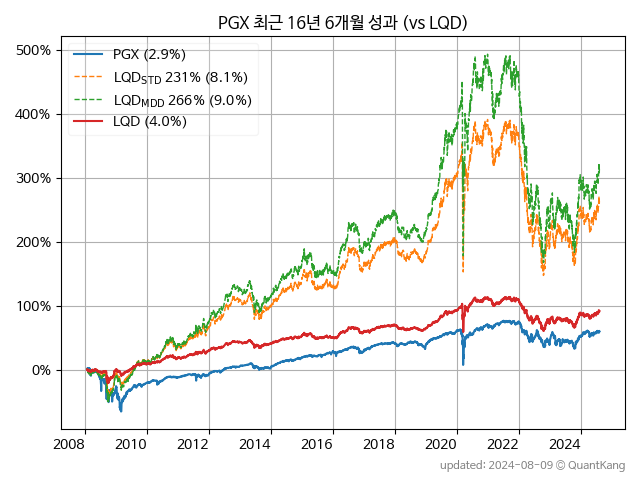 PGX 최근 16년 6개월 성과 (vs LQD)
500%
400%
300%
200%
100%
0%
PGX (2.9%)
LQDSTD 231% (8.1%)
LQDMDD 266% (9.0%)
LQD (4.0%)
2008 2010 2012 2014 2016 2018 2020 2022 2024
updated: 2024-08-09 © QuantKang